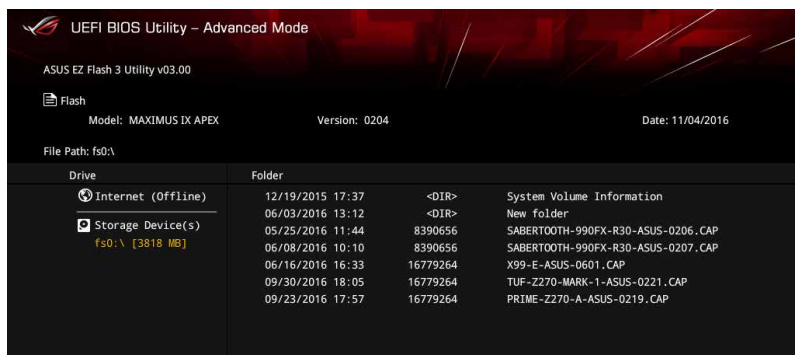 UEFI BIOS Utility – Advanced Mode
ASUS EZ Flash 3 Utility v03.00
Flash
Model: MAXIMUS IX APEX Version: 0204 Date: 11/04/2016
File Path: fs0:\
Drive Folder
Internet (Offline) 12/19/2015 17:37 <DIR> System Volume Information
06/03/2016 13:12 <DIR> New folder
Storage Device(s) 05/25/2016 11:44 8390656 SABERTOOTH-990FX-R30-ASUS-0206.CAP
fs0:\ [3818 MB] 06/08/2016 10:10 8390656 SABERTOOTH-990FX-R30-ASUS-0207.CAP
06/16/2016 16:33 16779264 X99-E-ASUS-0601.CAP
09/30/2016 18:05 16779264 TUF-Z270-MARK-1-ASUS-0221.CAP
09/23/2016 17:57 16779264 PRIME-Z270-A-ASUS-0219.CAP